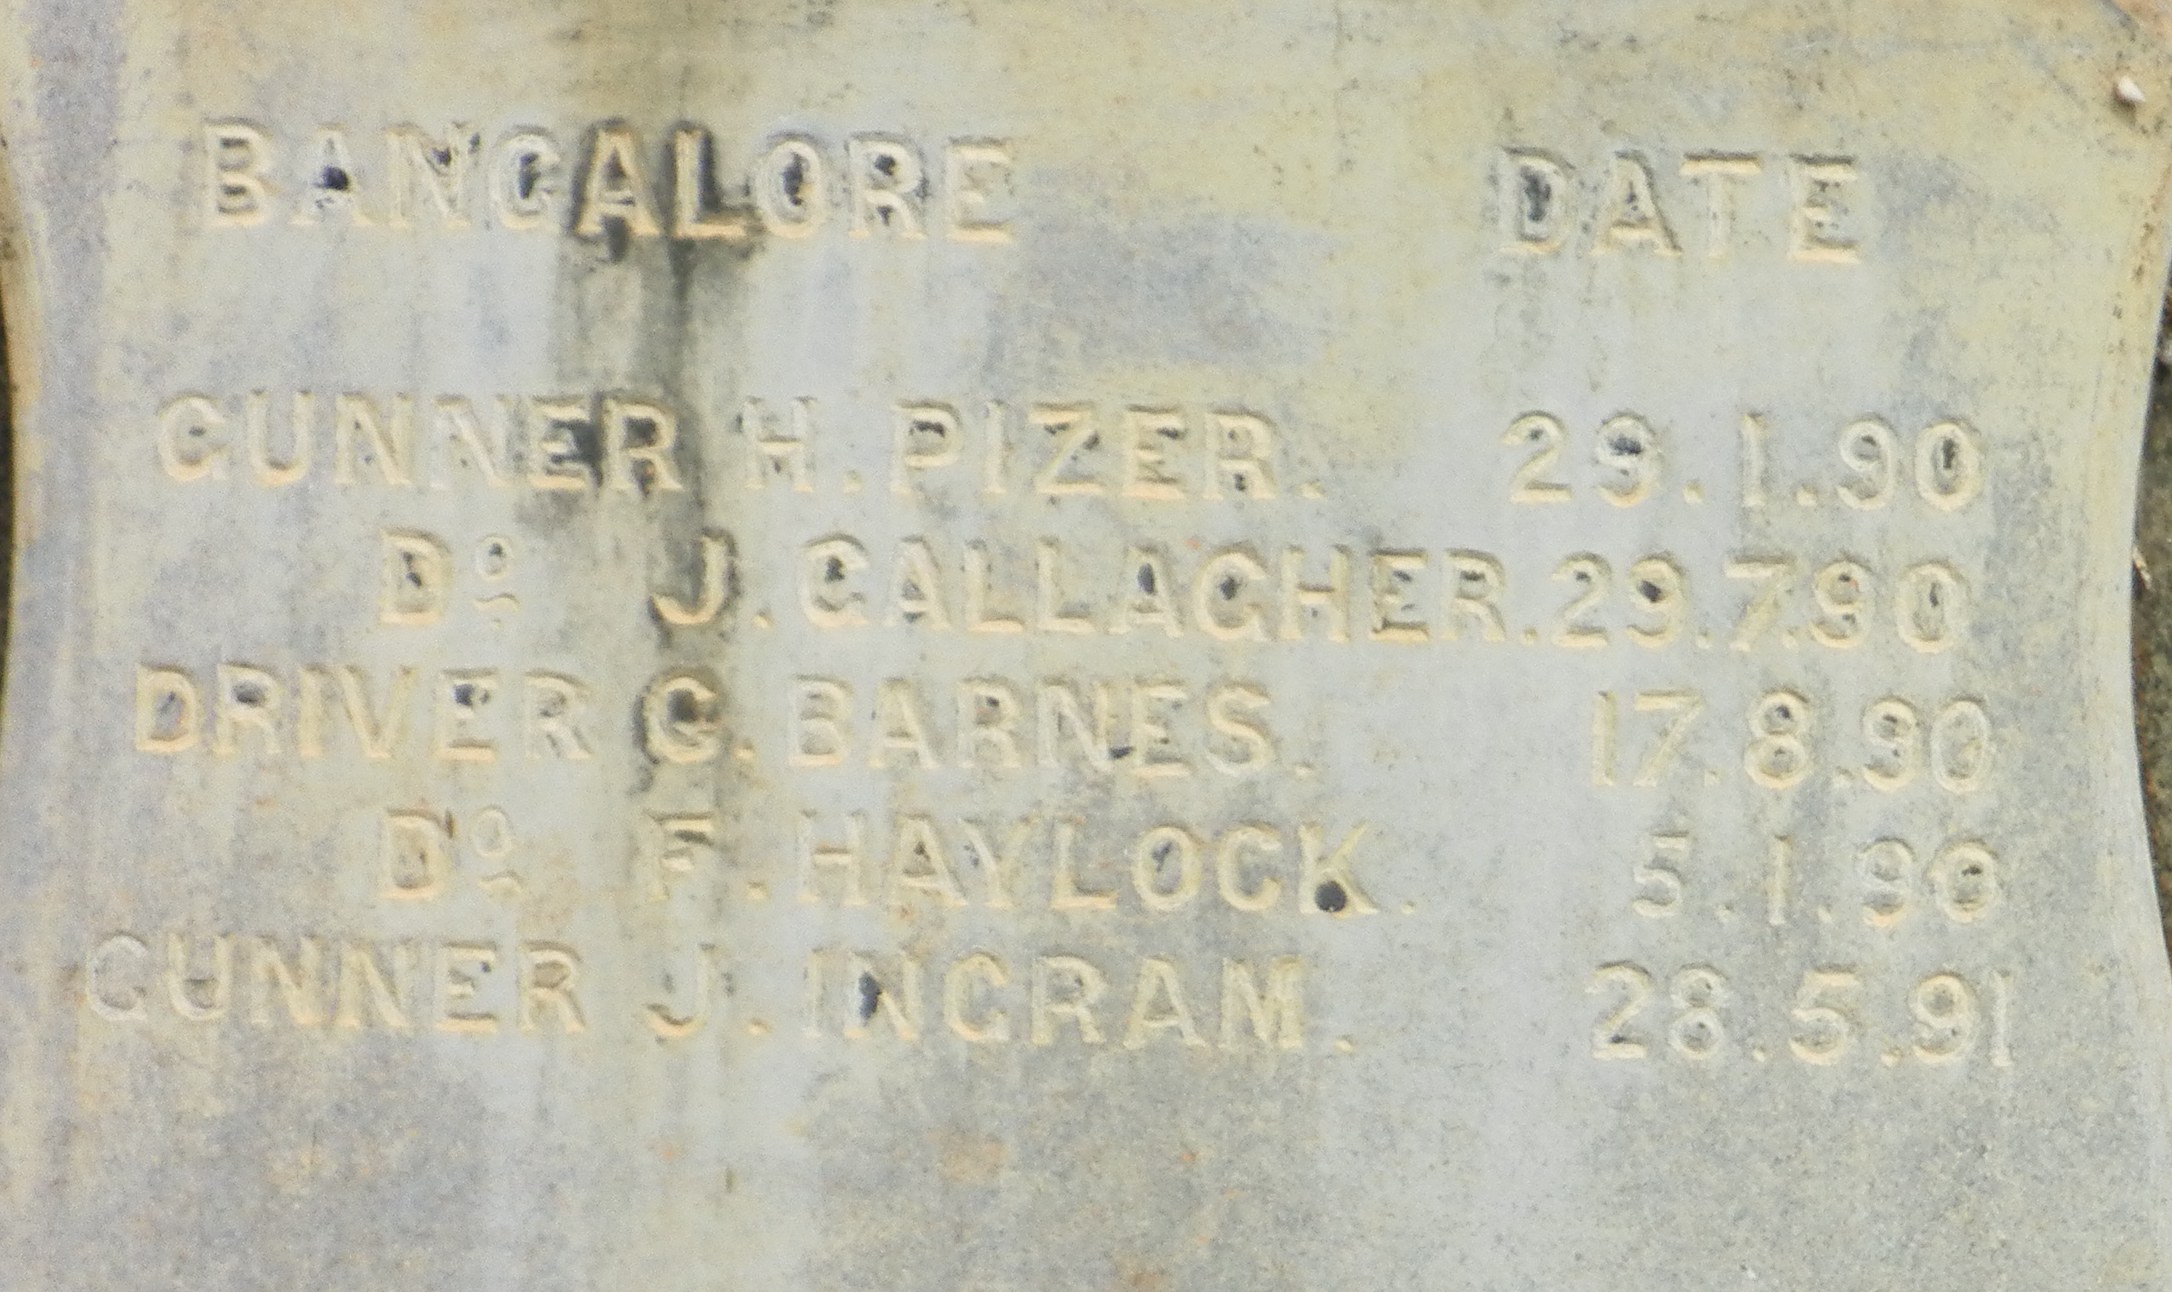 BANGALORE DATE
GUNNER H. PIZER. 29.1.90
Dº J. GALLAGHER. 29.7.90
DRIVER G. BARNES. 17.8.90
Dº F. HAYLOCK. 5.1.90
GUNNER J. INGRAM. 28.5.91